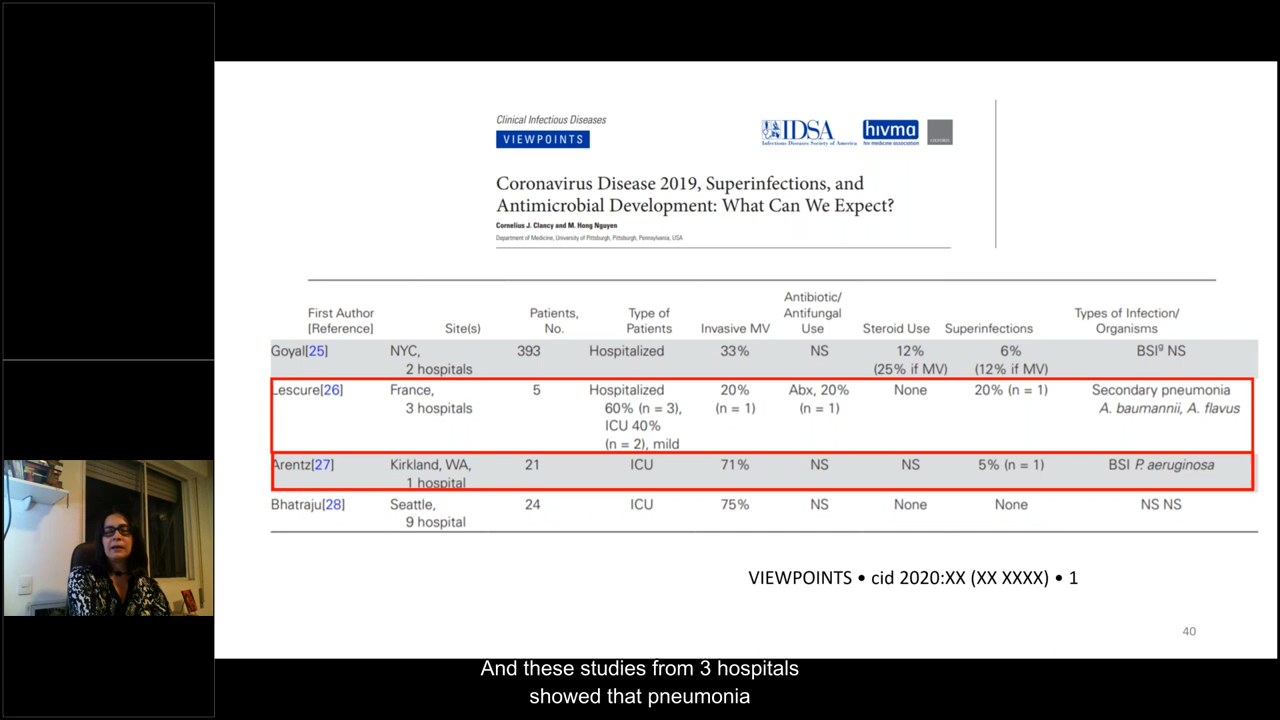 Clinical Infectious Diseases
VIEWPOINTS
IDSA
Infectious Diseases Society of America
hivma
hiv medicine association
OXFORD
Coronavirus Disease 2019, Superinfections, and
Antimicrobial Development: What Can We Expect?
Cornelius J. Clancy and M. Hong Nguyen
Department of Medicine, University of Pittsburgh, Pittsburgh, Pennsylvania, USA
First Author [Reference] Site(s) Patients, No. Type of Patients Invasive MV Antibiotic/ Antifungal Use Steroid Use Superinfections Types of Infection/ Organisms
Goyal[25] NYC, 393 Hospitalized 33% NS 12% 6% BSIg NS
2 hospitals (25% if MV) (12% if MV)
Lescure[26] France, 5 Hospitalized 20% Abx, 20% None 20% (n = 1) Secondary pneumonia
3 hospitals 60% (n = 3), (n = 1) (n = 1) A. baumannii, A. flavus
ICU 40%
(n = 2), mild
Arentz[27] Kirkland, WA, 21 ICU 71% NS NS 5% (n = 1) BSI P. aeruginosa
1 hospital
Bhatraju[28] Seattle, 24 ICU 75% NS None None NS NS
9 hospital
VIEWPOINTS • cid 2020:XX (XX XXXX) • 1
40
And these studies from 3 hospitals
showed that pneumonia